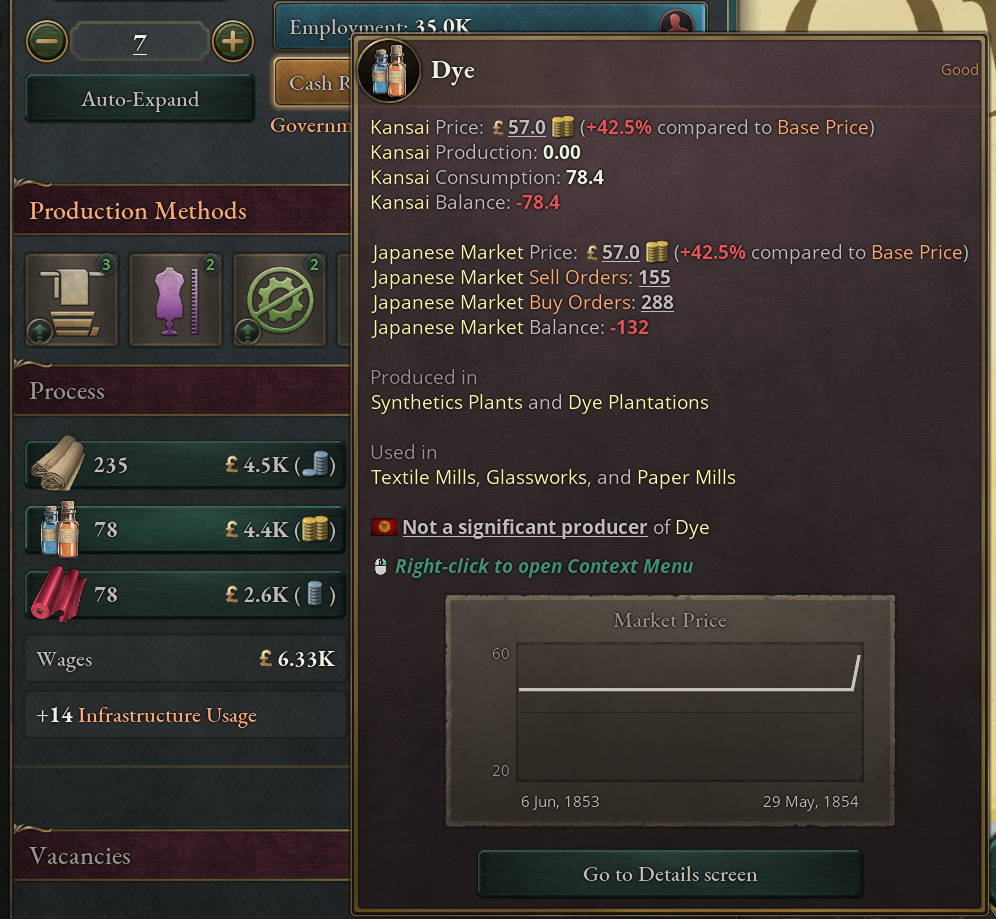 7
Auto-Expand
Employment: 35.0K
Cash R
Governm
Production Methods
3
2
2
Process
235 £ 4.5K ( )
78 £ 4.4K ( )
78 £ 2.6K ( )
Wages £ 6.33K
+14 Infrastructure Usage
Vacancies
Dye
Good
Kansai Price: £ 57.0 (+42.5% compared to Base Price)
Kansai Production: 0.00
Kansai Consumption: 78.4
Kansai Balance: -78.4
Japanese Market Price: £ 57.0 (+42.5% compared to Base Price)
Japanese Market Sell Orders: 155
Japanese Market Buy Orders: 288
Japanese Market Balance: -132
Produced in
Synthetics Plants and Dye Plantations
Used in
Textile Mills, Glassworks, and Paper Mills
Not a significant producer of Dye
Right-click to open Context Menu
Market Price
60
20
6 Jun, 1853 29 May, 1854
Go to Details screen